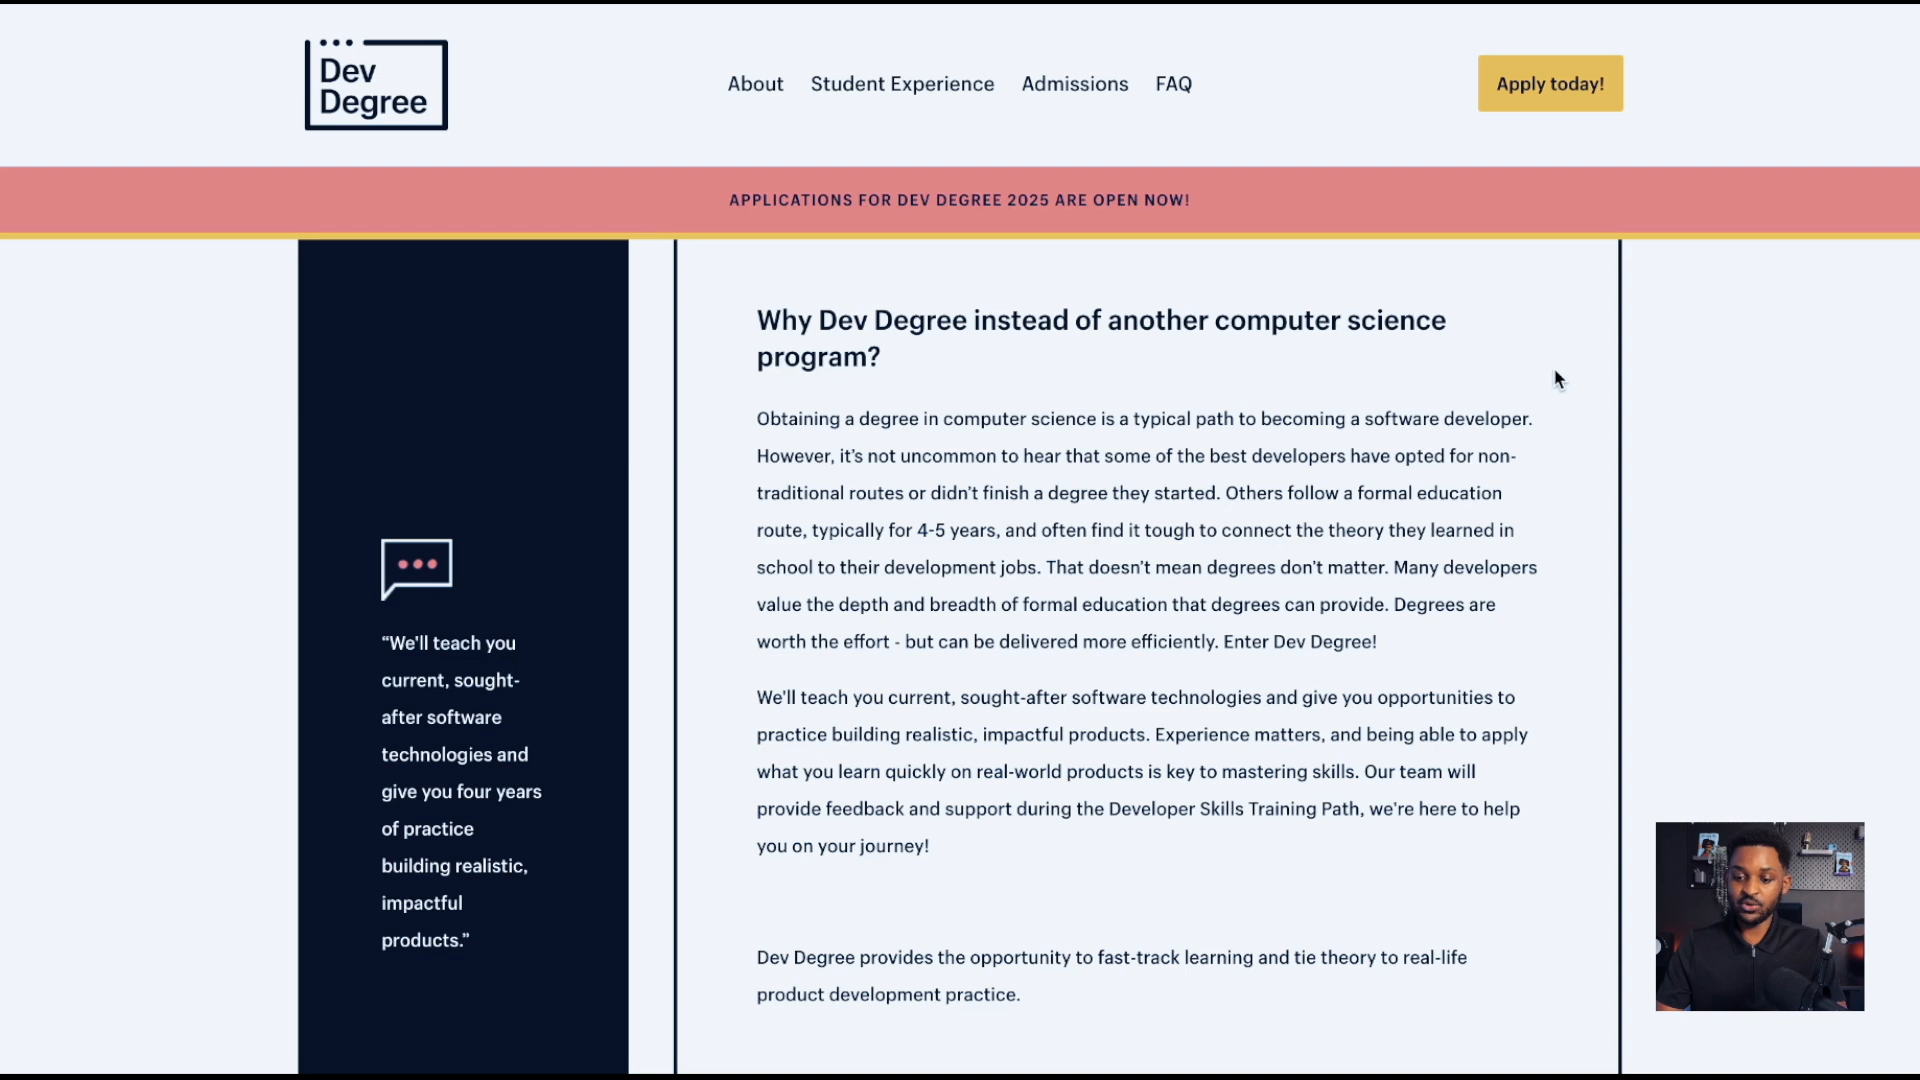 Dev
Degree
About
Student Experience
Admissions
FAQ
Apply today!
APPLICATIONS FOR DEV DEGREE 2025 ARE OPEN NOW!
“We'll teach you
current, sought-
after software
technologies and
give you four years
of practice
building realistic,
impactful
products.”
Why Dev Degree instead of another computer science
program?
Obtaining a degree in computer science is a typical path to becoming a software developer.
However, it’s not uncommon to hear that some of the best developers have opted for non-
traditional routes or didn’t finish a degree they started. Others follow a formal education
route, typically for 4-5 years, and often find it tough to connect the theory they learned in
school to their development jobs. That doesn’t mean degrees don’t matter. Many developers
value the depth and breadth of formal education that degrees can provide. Degrees are
worth the effort - but can be delivered more efficiently. Enter Dev Degree!
We'll teach you current, sought-after software technologies and give you opportunities to
practice building realistic, impactful products. Experience matters, and being able to apply
what you learn quickly on real-world products is key to mastering skills. Our team will
provide feedback and support during the Developer Skills Training Path, we're here to help
you on your journey!
Dev Degree provides the opportunity to fast-track learning and tie theory to real-life
product development practice.